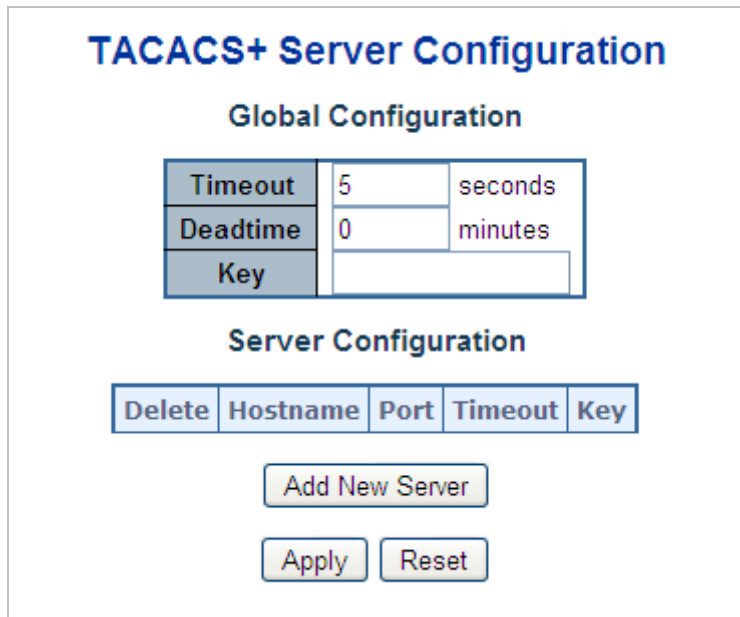 TACACS+ Server Configuration
Global Configuration
Timeout 5 seconds
Deadtime 0 minutes
Key
Server Configuration
Delete Hostname Port Timeout Key
Add New Server
Apply Reset